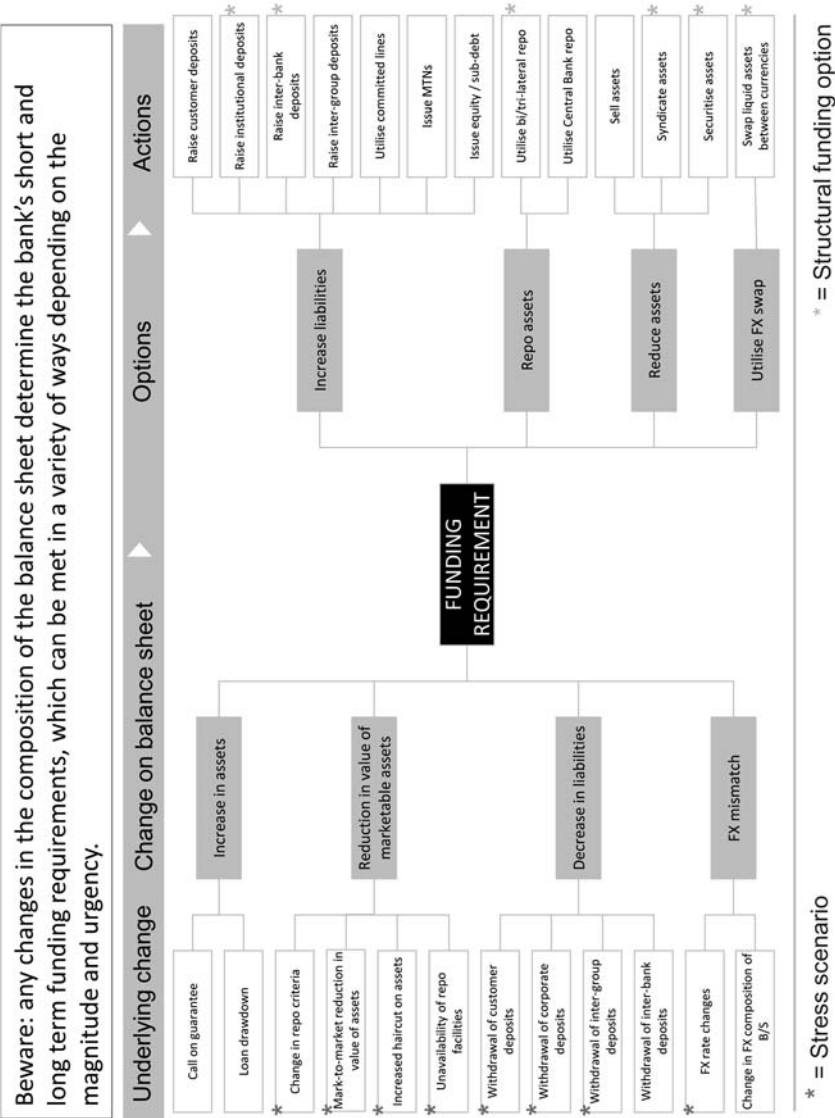 Beware: any changes in the composition of the balance sheet determine the bank's short and
long term funding requirements, which can be met in a variety of ways depending on the
magnitude and urgency.
Underlying change
Change on balance sheet
Options
Actions
Call on guarantee
Loan drawdown
* Change in repo criteria
* Mark-to-market reduction in
value of assets
* Increased haircut on assets
* Unavailability of repo
facilities
* Withdrawal of customer
deposits
* Withdrawal of corporate
deposits
* Withdrawal of inter-group
deposits
Withdrawal of inter-bank
deposits
* FX rate changes
Change in FX composition of
B/S
Increase in assets
Reduction in value of
marketable assets
Decrease in liabilities
FX mismatch
FUNDING
REQUIREMENT
Increase liabilities
Repo assets
Reduce assets
Utilise FX swap
Raise customer deposits
Raise institutional deposits *
Raise inter-bank *
deposits
Raise inter-group deposits
Utilise committed lines
Issue MTNs
Issue equity / sub-debt
Utilise bi/tri-lateral repo *
Utilise Central Bank repo
Sell assets
Syndicate assets *
Securitise assets *
Swap liquid assets *
between currencies
* = Stress scenario
* = Structural funding option